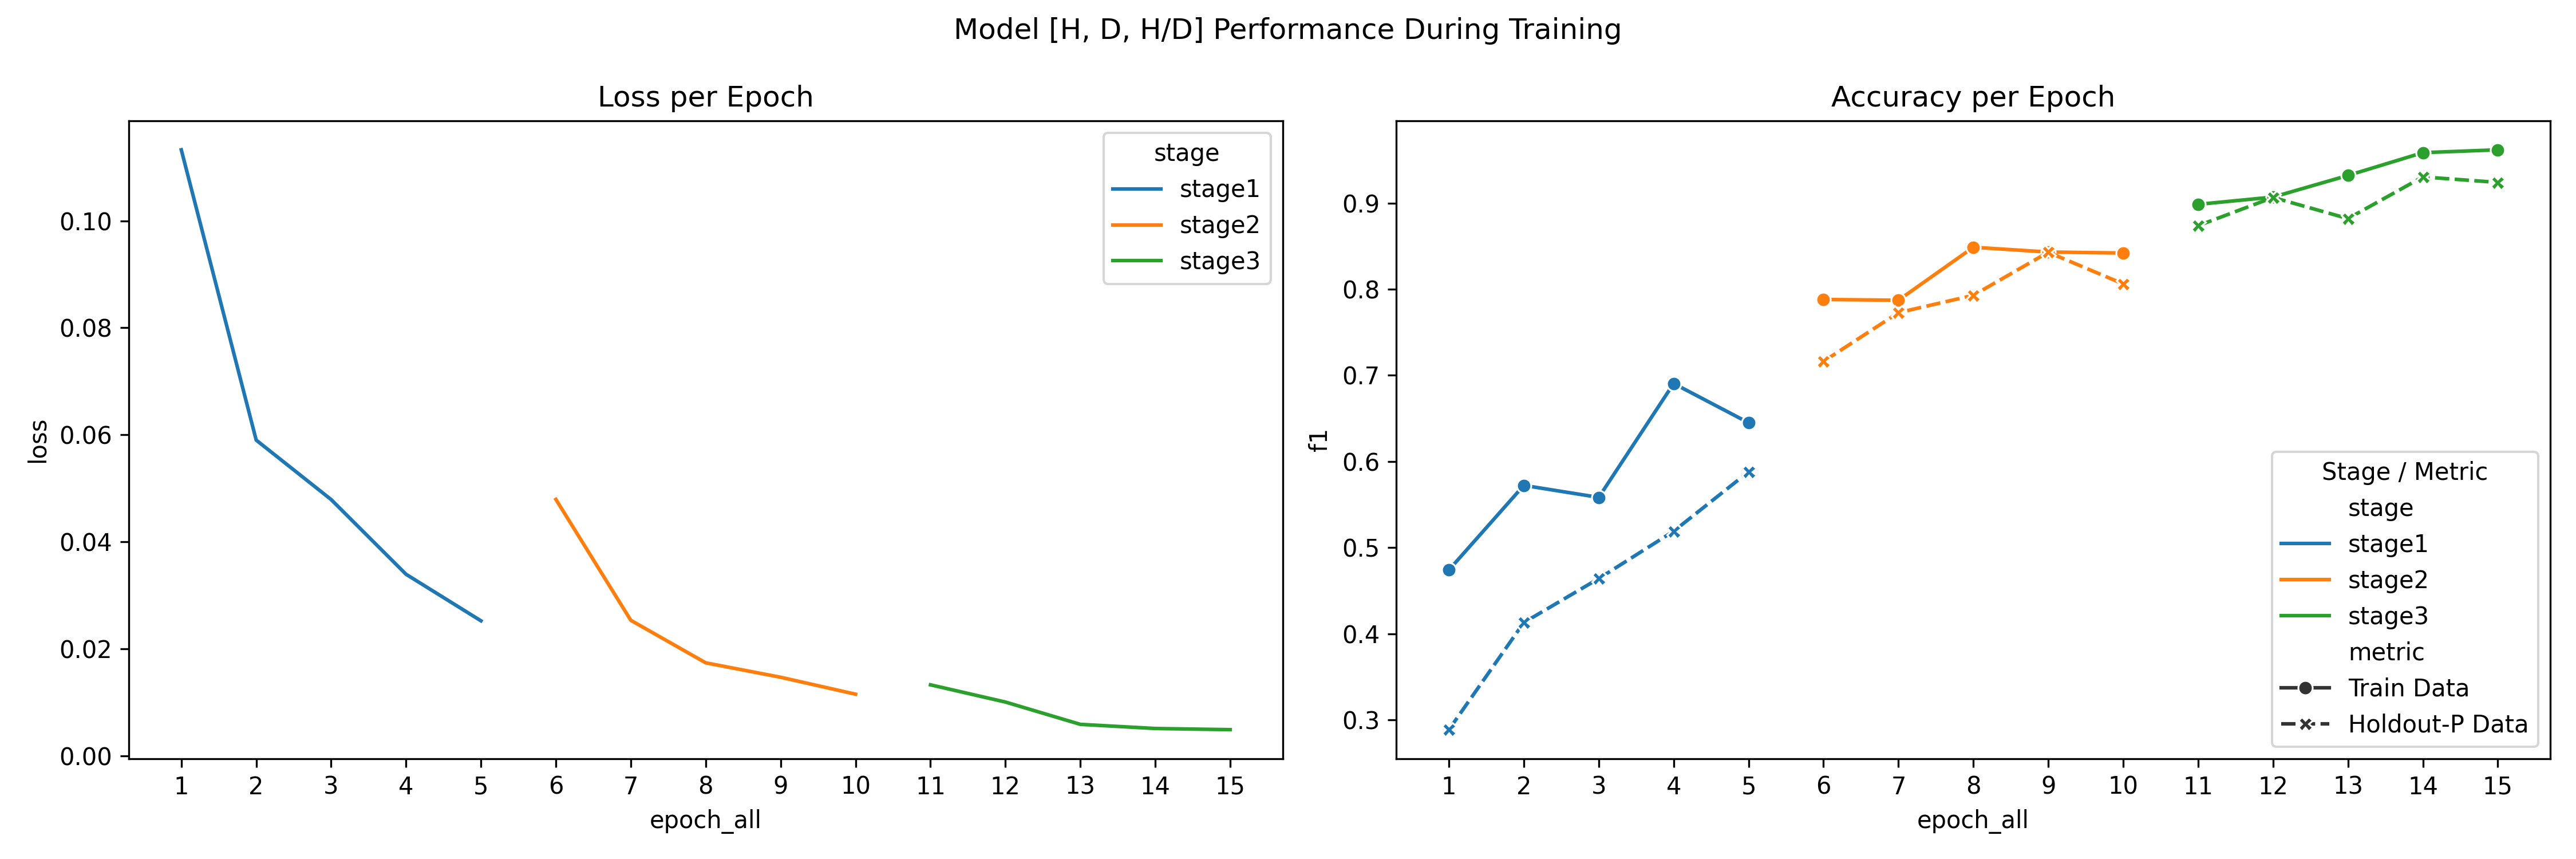 Model [H, D, H/D] Performance During Training
Loss per Epoch
loss
0.10
0.08
0.06
0.04
0.02
0.00
1 2 3 4 5 6 7 8 9 10 11 12 13 14 15
epoch_all
stage
stage1
stage2
stage3
Accuracy per Epoch
f1
0.9
0.8
0.7
0.6
0.5
0.4
0.3
1 2 3 4 5 6 7 8 9 10 11 12 13 14 15
epoch_all
Stage / Metric
stage
stage1
stage2
stage3
metric
Train Data
Holdout-P Data